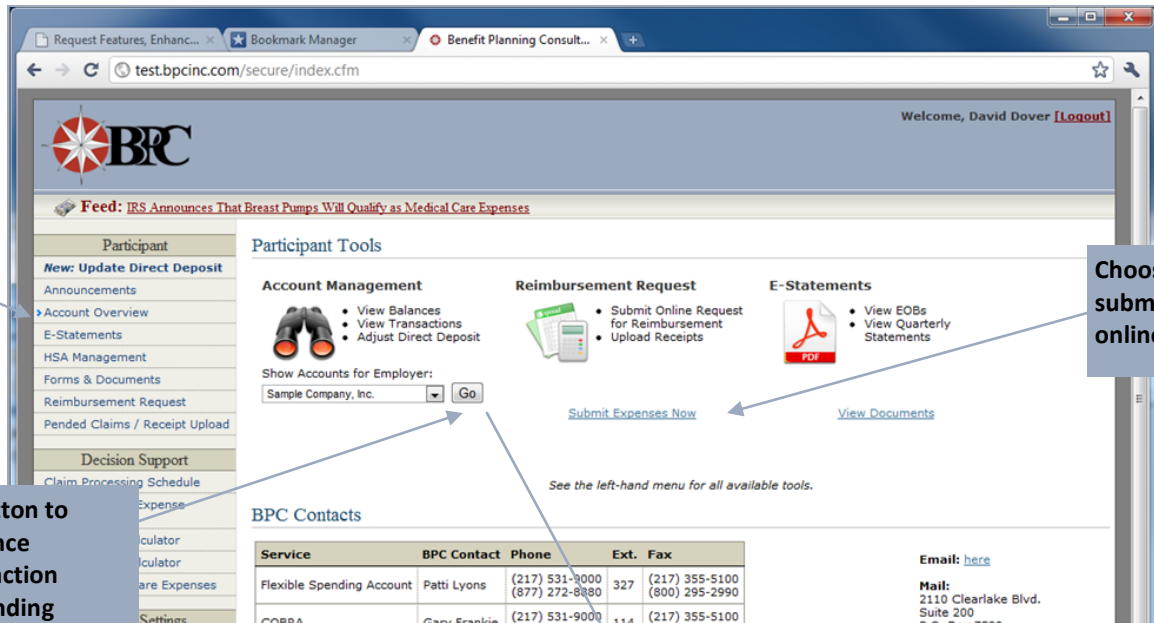 Request Features, Enhanc...
Bookmark Manager
Benefit Planning Consult...
test.bpcinc.com/secure/index.cfm
BPC
Welcome, David Dover [Logout]
Feed: IRS Announces That Breast Pumps Will Qualify as Medical Care Expenses
Participant
New: Update Direct Deposit
Announcements
Account Overview
E-Statements
HSA Management
Forms & Documents
Reimbursement Request
Pended Claims / Receipt Upload
Decision Support
Claim Processing Schedule
Expense
culator
lculator
are Expenses
Settings
Participant Tools
Account Management
• View Balances
• View Transactions
• Adjust Direct Deposit
Show Accounts for Employer:
Sample Company, Inc.
Go
Reimbursement Request
• Submit Online Request
for Reimbursement
• Upload Receipts
Submit Expenses Now
E-Statements
PDF
• View EOBs
• View Quarterly
Statements
View Documents
See the left-hand menu for all available tools.
BPC Contacts
Service BPC Contact Phone Ext. Fax
Flexible Spending Account Patti Lyons (217) 531-9000 327 (217) 355-5100
(877) 272-8880 (800) 295-2990
COBRA Gary Frankie (217) 531-9000 114 (217) 355-5100
Email: here
Mail:
2110 Clearlake Blvd.
Suite 200
Choos
subm
online
ton to
nce
action
nding